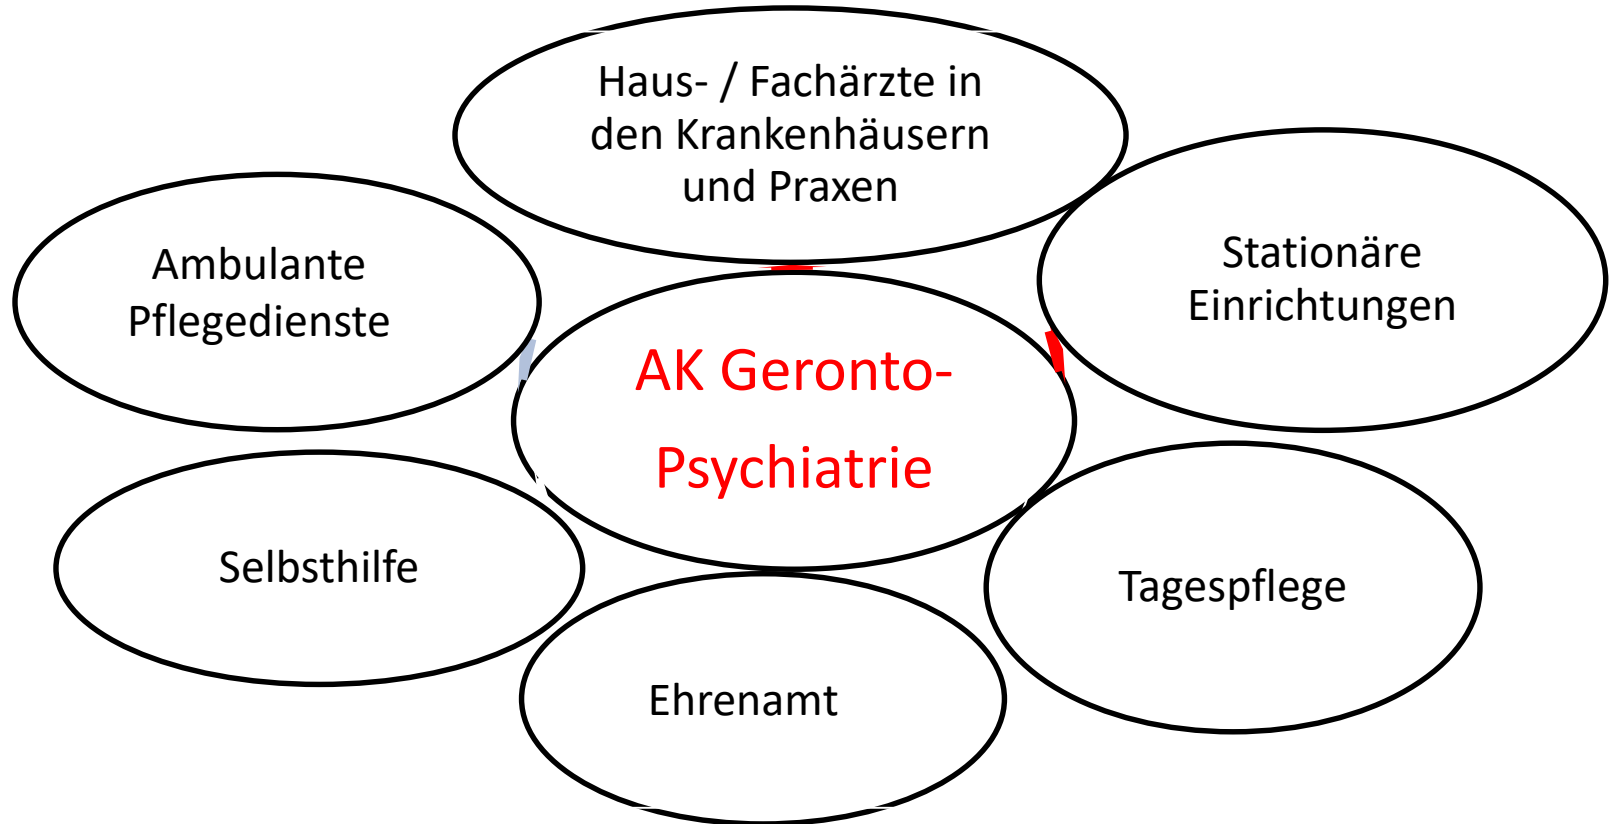 Haus- / Fachärzte in
den Krankenhäusern
und Praxen
Ambulante
Pflegedienste
Stationäre
Einrichtungen
AK Geronto-
Psychiatrie
Selbsthilfe
Tagespflege
Ehrenamt